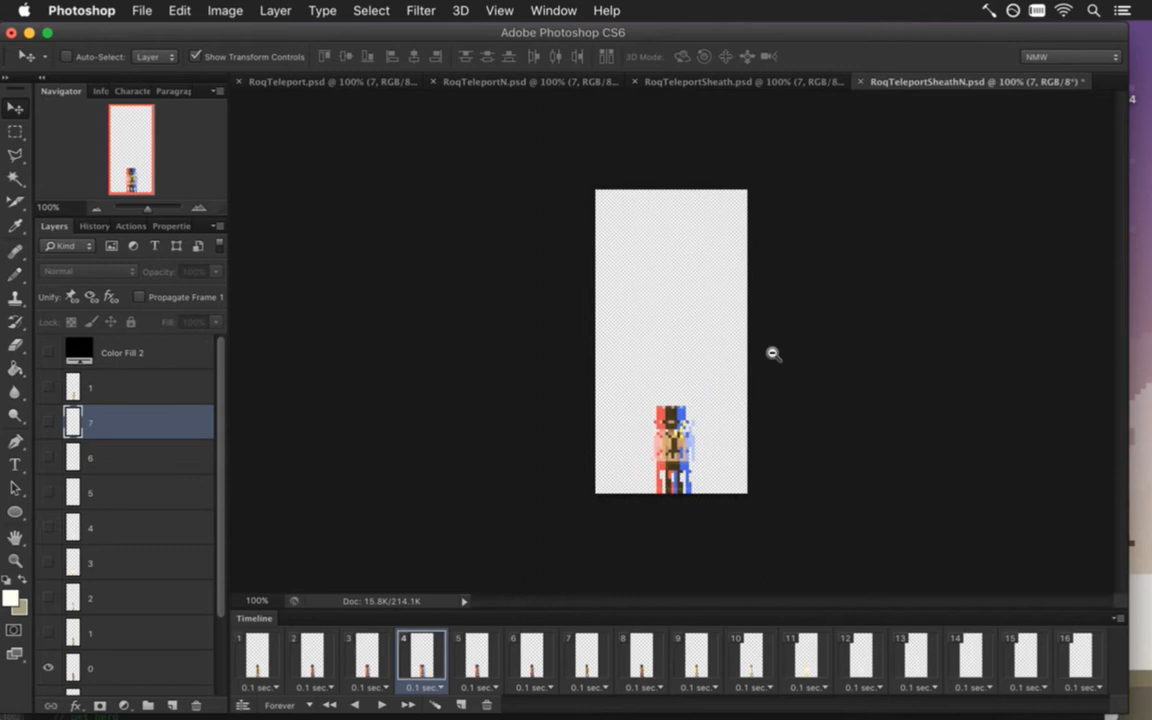 Photoshop File Edit Image Layer Type Select Filter 3D View Window Help
Adobe Photoshop CS6
Auto-Select: Layer Show Transform Controls 3D Mode: NMW
RoqTeleport.psd @ 100% (7, RGB/8... RoqTeleportN.psd @ 100% (7, RGB/8... RoqTeleportSheath.psd @ 100% (7, RGB/8... RoqTeleportSheathN.psd @ 100% (7, RGB/8*) *
Navigator Info Characte Paragra
4
100%
Layers History Actions Propertie
Kind
Normal Opacity: 100%
Unify: Propagate Frame 1
Lock: Fill: 100%
Color Fill 2
1
7
6
5
4
3
2
1
0
100% Doc: 15.8K/214.1K
Timeline
1 2 3 4 5 6 7 8 9 10 11 12 13 14 15 16
0.1 sec. 0.1 sec. 0.1 sec. 0.1 sec. 0.1 sec. 0.1 sec. 0.1 sec. 0.1 sec. 0.1 sec. 0.1 sec. 0.1 sec. 0.1 sec. 0.1 sec. 0.1 sec. 0.1 sec. 0.1 sec.
Forever